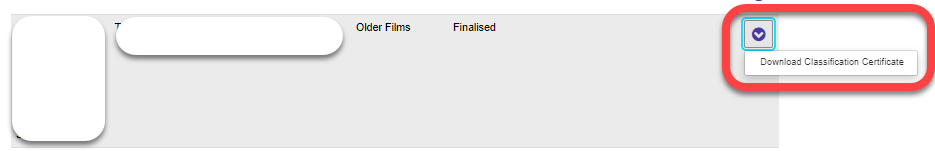 Older Films
Finalised
Download Classification Certificate